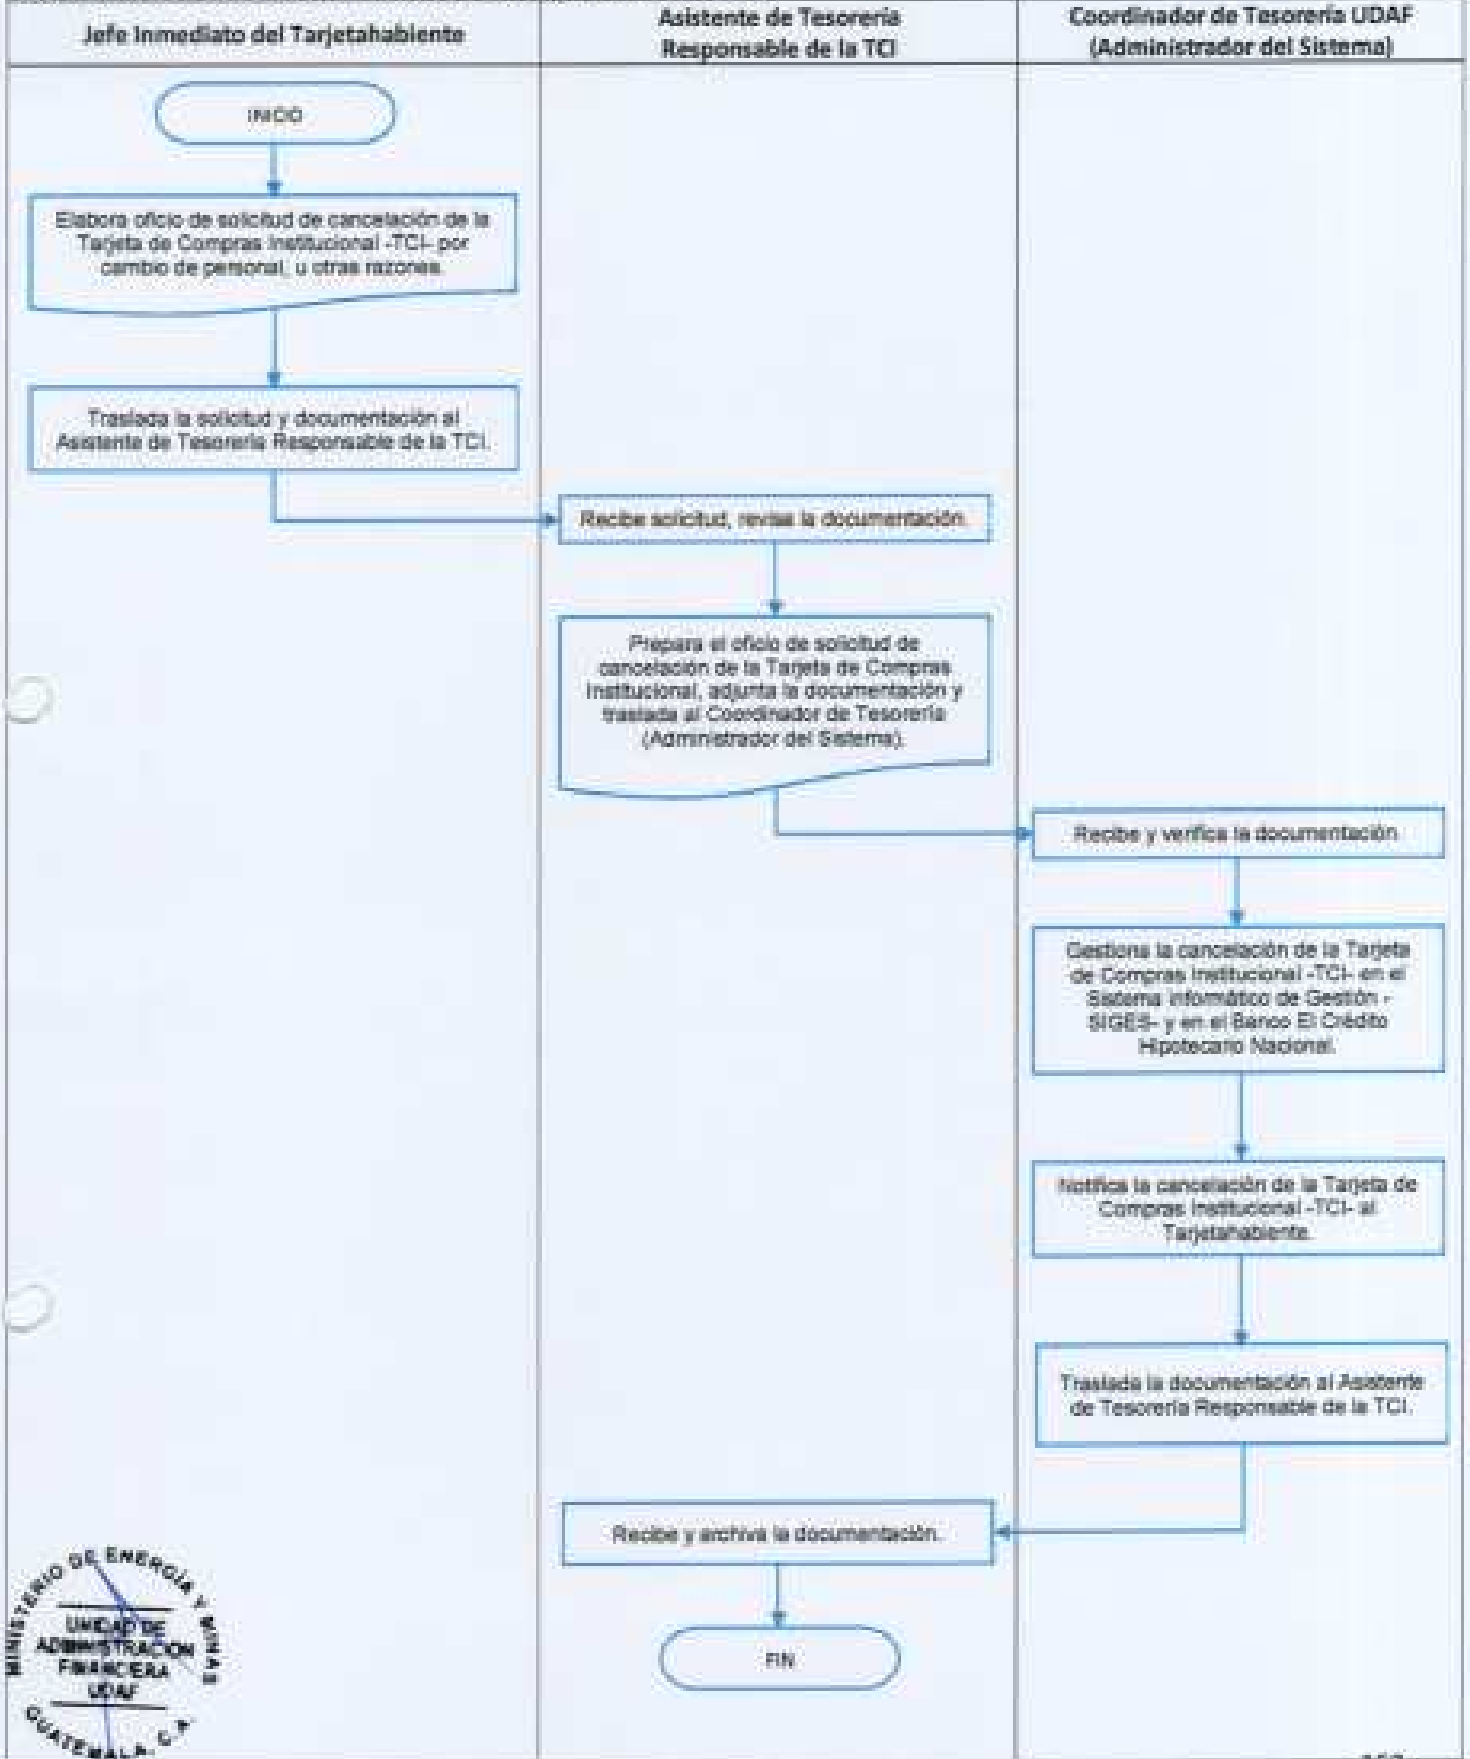 Jefe Inmediato del Tarjetahabiente
Asistente de Tesorería
Responsable de la TCI
Coordinador de Tesorería UDAF
(Administrador del Sistema)
INICIO
Elabora oficio de solicitud de cancelación de la
Tarjeta de Compras Institucional -TCI- por
cambio de personal, u otras razones.
Traslada la solicitud y documentación al
Asistente de Tesorería Responsable de la TCI.
Recibe solicitud, revisa la documentación.
Prepara el oficio de solicitud de
cancelación de la Tarjeta de Compras
Institucional, adjunta la documentación y
traslada al Coordinador de Tesorería
(Administrador del Sistema).
Recibe y verifica la documentación
Gestiona la cancelación de la Tarjeta
de Compras Institucional -TCI- en el
Sistema Informático de Gestión -
SIGES- y en el Banco El Crédito
Hipotecario Nacional.
Notifica la cancelación de la Tarjeta de
Compras Institucional -TCI- al
Tarjetahabiente.
Traslada la documentación al Asistente
de Tesorería Responsable de la TCI.
Recibe y archiva la documentación.
FIN
MINISTERIO DE ENERGÍA Y MINAS
UNIDAD DE
ADMINISTRACION
FINANCIERA
UDAF
GUATEMALA, C.A.